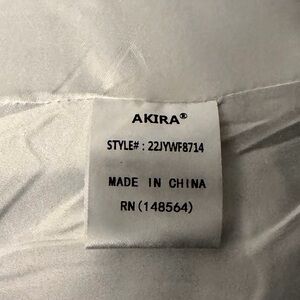 AKIRA®
STYLE#: 22JYWF8714
MADE IN CHINA
RN(148564)